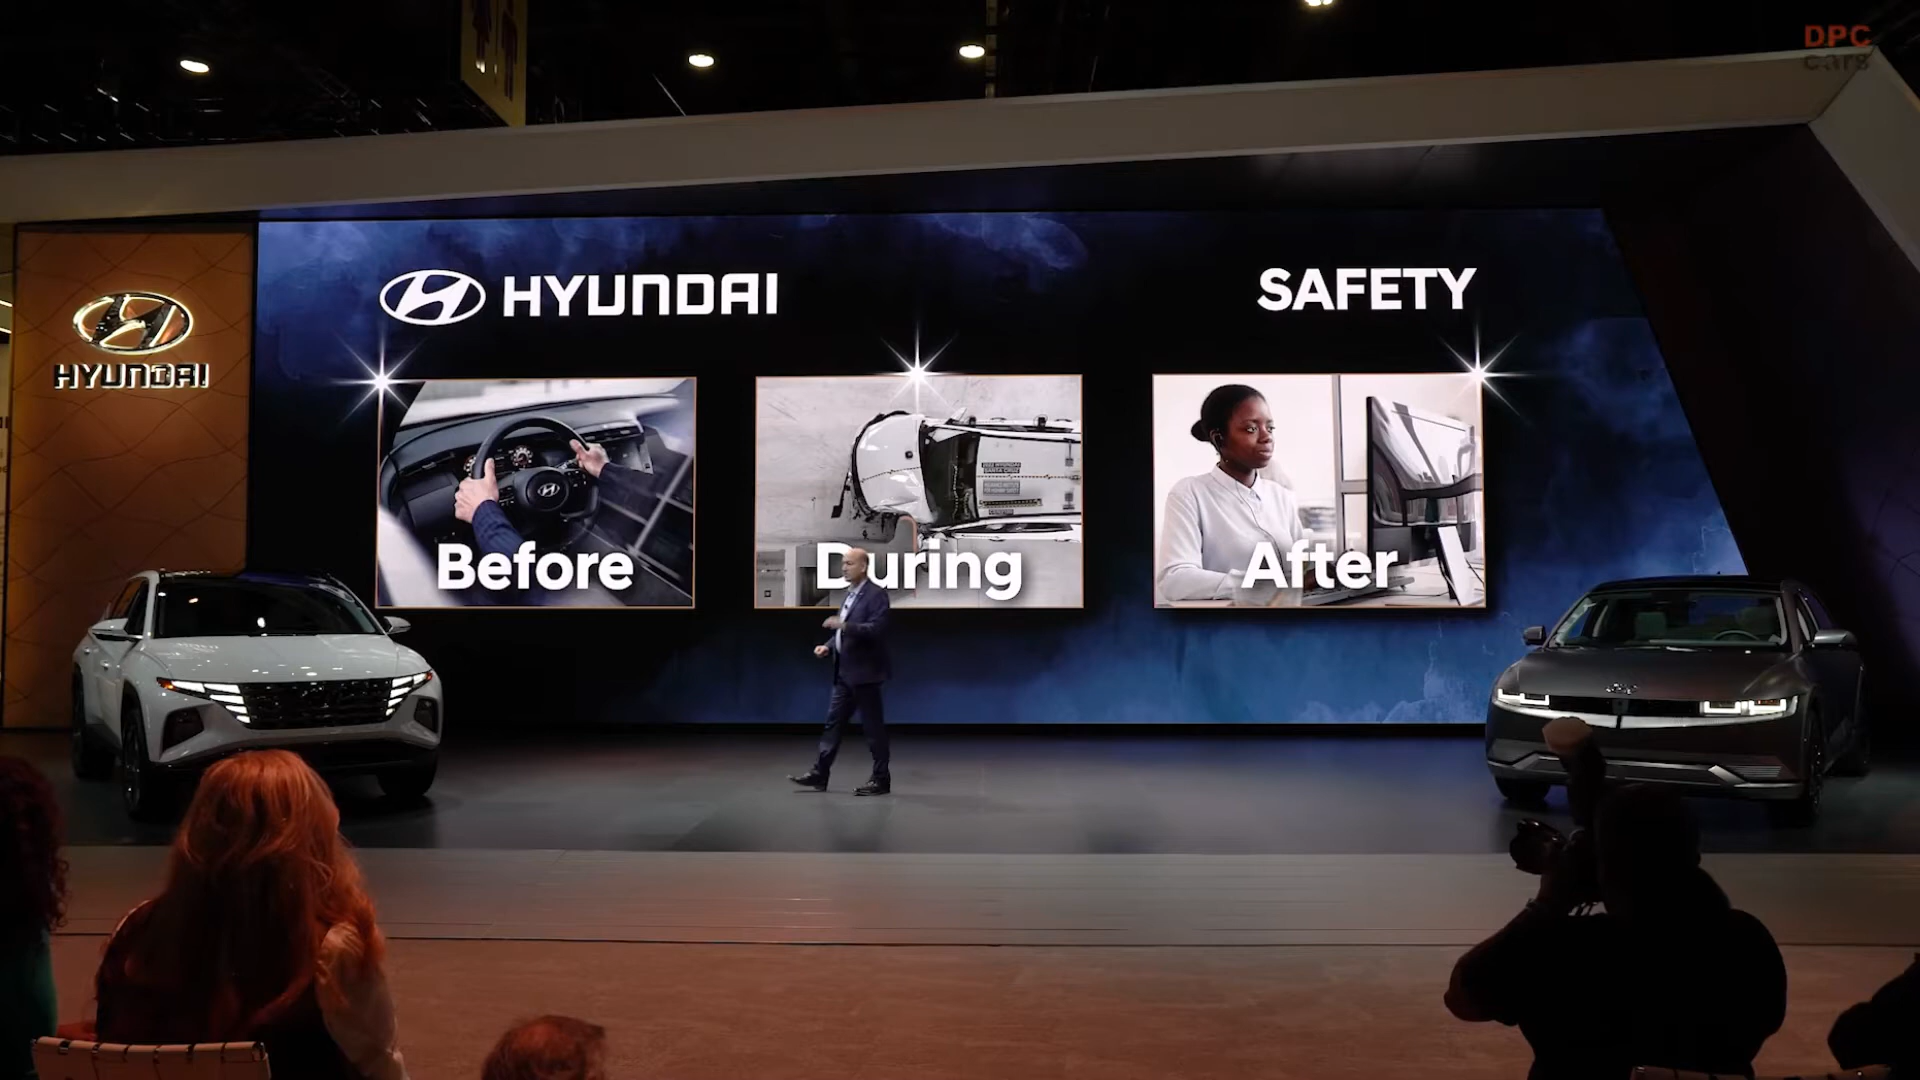 DPC
cars
HYUNDAI
SAFETY
HYUNDAI
Before
During
After